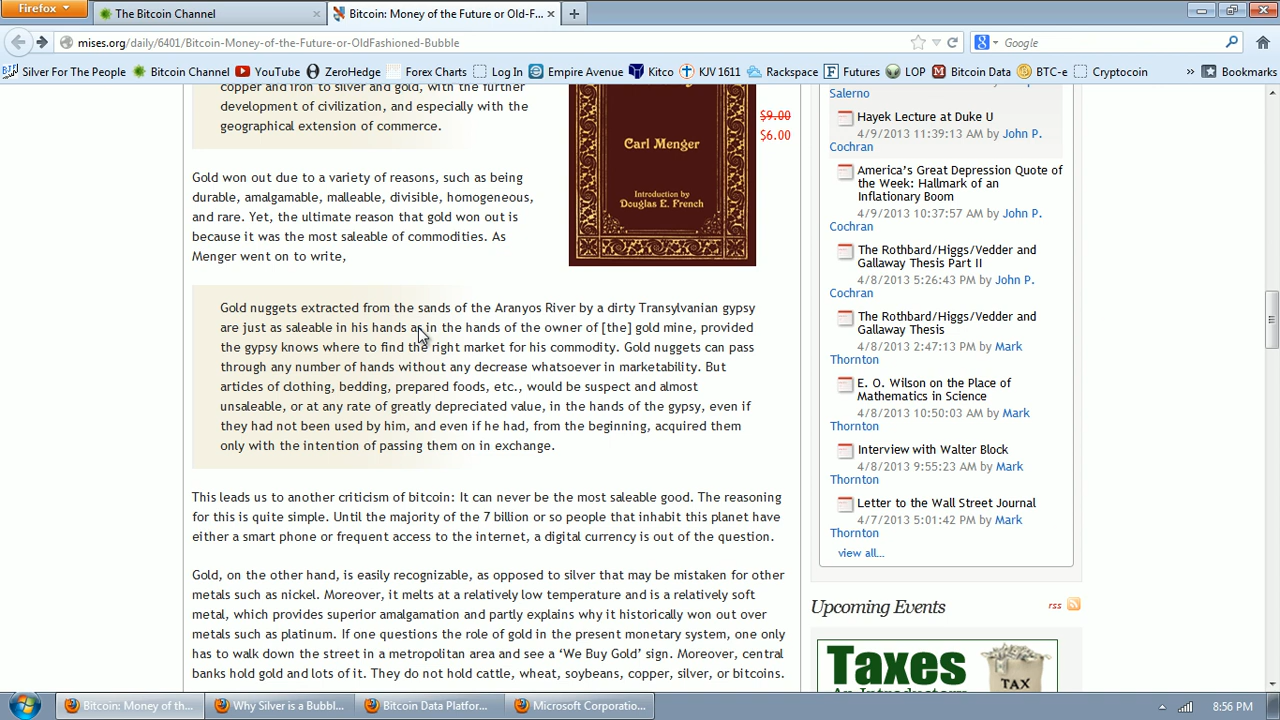 Firefox
The Bitcoin Channel
Bitcoin: Money of the Future or Old-F...
mises.org/daily/6401/Bitcoin-Money-of-the-Future-or-OldFashioned-Bubble
Google
Silver For The People
Bitcoin Channel
YouTube
ZeroHedge
Forex Charts
Log In
Empire Avenue
Kitco
KJV 1611
Rackspace
Futures
LOP
Bitcoin Data
BTC-e
Cryptocoin
»
Bookmarks
copper and iron to silver and gold, with the further
development of civilization, and especially with the
geographical extension of commerce.
Carl Menger
Introduction by
Douglas E. French
$9.00
$6.00
Gold won out due to a variety of reasons, such as being
durable, amalgamable, malleable, divisible, homogeneous,
and rare. Yet, the ultimate reason that gold won out is
because it was the most saleable of commodities. As
Menger went on to write,
Gold nuggets extracted from the sands of the Aranyos River by a dirty Transylvanian gypsy
are just as saleable in his hands as in the hands of the owner of [the] gold mine, provided
the gypsy knows where to find the right market for his commodity. Gold nuggets can pass
through any number of hands without any decrease whatsoever in marketability. But
articles of clothing, bedding, prepared foods, etc., would be suspect and almost
unsaleable, or at any rate of greatly depreciated value, in the hands of the gypsy, even if
they had not been used by him, and even if he had, from the beginning, acquired them
only with the intention of passing them on in exchange.
This leads us to another criticism of bitcoin: It can never be the most saleable good. The reasoning
for this is quite simple. Until the majority of the 7 billion or so people that inhabit this planet have
either a smart phone or frequent access to the internet, a digital currency is out of the question.
Gold, on the other hand, is easily recognizable, as opposed to silver that may be mistaken for other
metals such as nickel. Moreover, it melts at a relatively low temperature and is a relatively soft
metal, which provides superior amalgamation and partly explains why it historically won out over
metals such as platinum. If one questions the role of gold in the present monetary system, one only
has to walk down the street in a metropolitan area and see a ‘We Buy Gold’ sign. Moreover, central
banks hold gold and lots of it. They do not hold cattle, wheat, soybeans, copper, silver, or bitcoins.
Salerno
Hayek Lecture at Duke U
4/9/2013 11:39:13 AM by John P.
Cochran
America’s Great Depression Quote of
the Week: Hallmark of an
Inflationary Boom
4/9/2013 10:37:57 AM by John P.
Cochran
The Rothbard/Higgs/Vedder and
Gallaway Thesis Part II
4/8/2013 5:26:43 PM by John P.
Cochran
The Rothbard/Higgs/Vedder and
Gallaway Thesis
4/8/2013 2:47:13 PM by Mark
Thornton
E. O. Wilson on the Place of
Mathematics in Science
4/8/2013 10:50:03 AM by Mark
Thornton
Interview with Walter Block
4/8/2013 9:55:23 AM by Mark
Thornton
Letter to the Wall Street Journal
4/7/2013 5:01:42 PM by Mark
Thornton
view all...
Upcoming Events
rss
Taxes
TAX
Bitcoin: Money of th...
Why Silver is a Bubbl...
Bitcoin Data Platfor...
Microsoft Corporatio...
8:56 PM